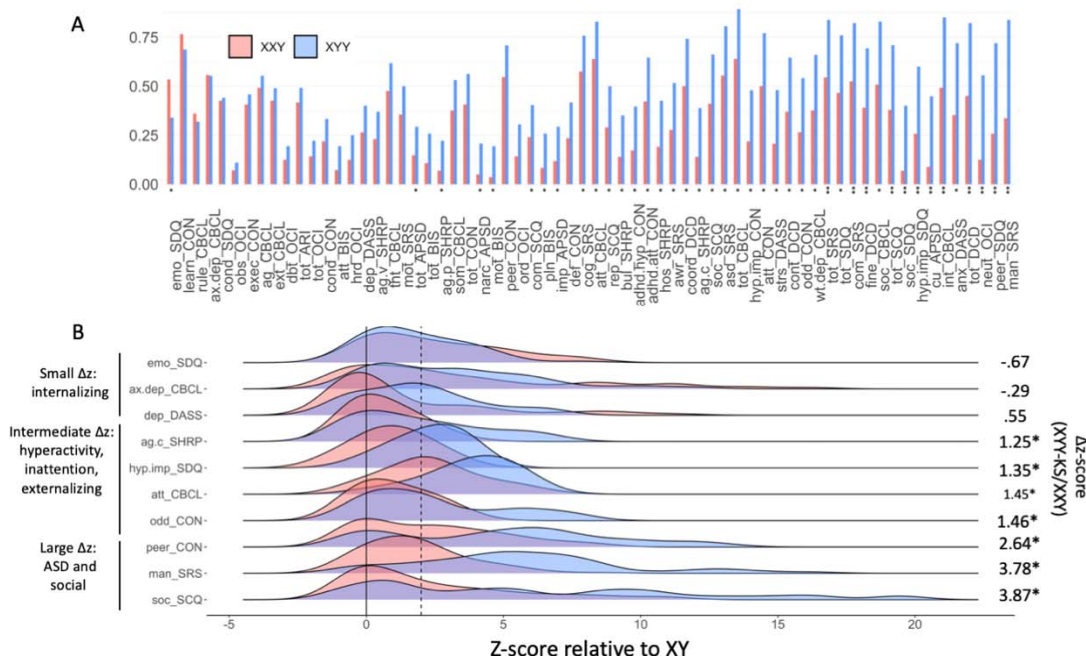 A
0.75
0.50
0.25
0.00
XXY
XYY
emo_SDQ
learn_CON
rule_CBCL
ax.dep_CBCL
cond_SDQ
obs_OCI
exec_CON
ag_CBCL
ext_CBCL
dbt_OCI
tot_ARI
tot_OCI
cond_CON
att_BIS
hrd_OCI
dep_DASS
ag.v_SHRP
tht_CBCL
mot_SRS
tot_APSD
tot_BIS
ag.p_SHRP
som_CBCL
tot_CON
narc_APSD
mot_BIS
peer_CON
ord_OCI
com_SCQ
pln_BIS
imp_APSD
def_CON
cog_SRS
att_CBCL
rep_SCQ
bul_SHRP
adhd.hyp_CON
adhd.att_CON
hos_SHRP
awr_SRS
coord_DCD
ag.c_SHRP
soc_SCQ
asd_SRS
tot_CBCL
hyp.imp_CON
att_CON
strs_DASS
cont_DCD
odd_CON
wt.dep_CBCL
tot_SRS
tot_SDQ
com_SRS
fine_DCD
soc_CBCL
tot_SCQ
soc_SDQ
hyp.imp_SDQ
cu_APSD
int_CBCL
anx_DASS
tot_DCD
neut_OCI
peer_SDQ
man_SRS
B
Small Δz:
internalizing
Intermediate Δz:
hyperactivity,
inattention,
externalizing
Large Δz:
ASD and
social
emo_SDQ
ax.dep_CBCL
dep_DASS
ag.c_SHRP
hyp.imp_SDQ
att_CBCL
odd_CON
peer_CON
man_SRS
soc_SCQ
-.67
-.29
.55
1.25*
1.35*
1.45*
1.46*
2.64*
3.78*
3.87*
Δz-score
(XYY-KS/XXY)
-5 0 5 10 15 20
Z-score relative to XY